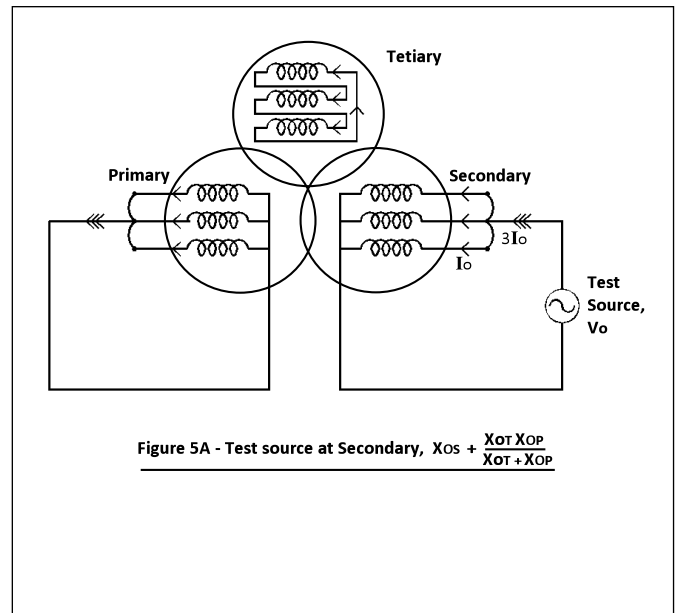 Tetiary
Primary
Secondary
3Io
Io
Test
Source,
Vo
Figure 5A - Test source at Secondary, XOS + XOT XOP
XOT + XOP